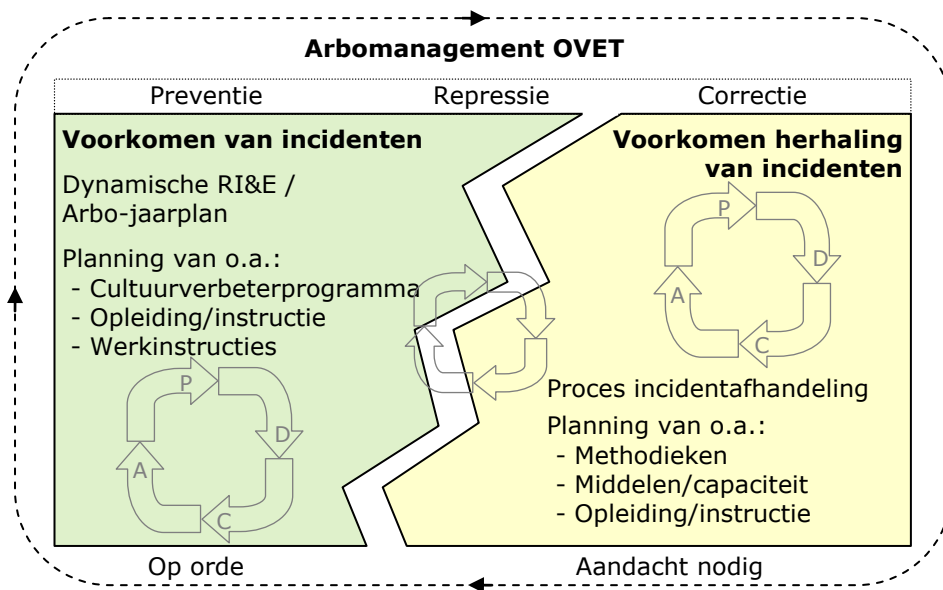 Arbomanagement OVET
Preventie
Repressie
Correctie
Voorkomen van incidenten
Dynamische RI&E /
Arbo-jaarplan
Planning van o.a.:
- Cultuurverbeterprogramma
- Opleiding/instructie
- Werkinstructies
P
D
C
A
Voorkomen herhaling
van incidenten
P
D
C
A
Proces incidentafhandeling
Planning van o.a.:
- Methodieken
- Middelen/capaciteit
- Opleiding/instructie
Op orde
Aandacht nodig